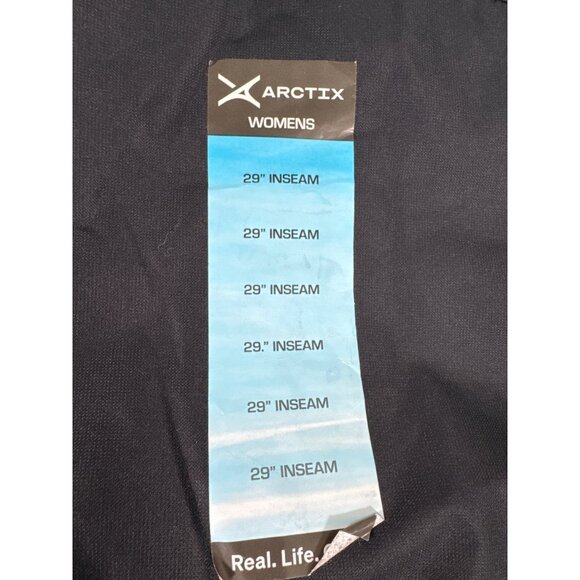 ARCTIX
WOMENS
29" INSEAM
29" INSEAM
29" INSEAM
29." INSEAM
29" INSEAM
29" INSEAM
Real. Life.